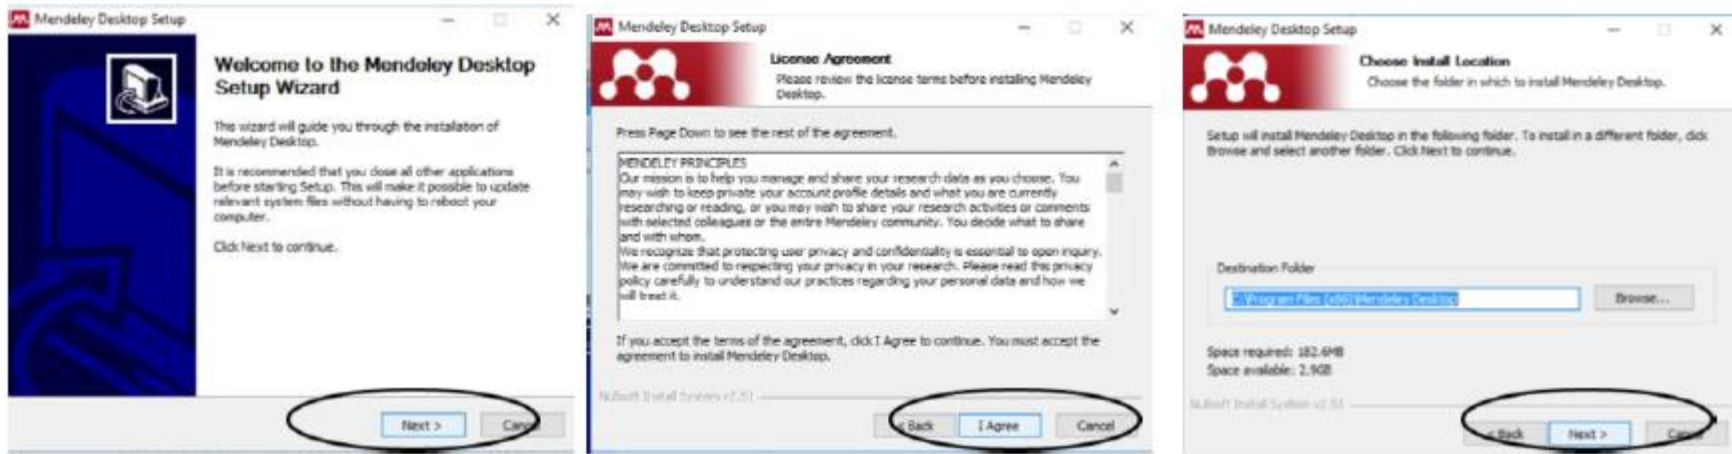 Mendeley Desktop Setup
Welcome to the Mendeley Desktop
Setup Wizard
This wizard will guide you through the installation of
Mendeley Desktop.
It is recommended that you close all other applications
before starting Setup. This will make it possible to update
relevant system files without having to reboot your
computer.
Click Next to continue.
Next >
Cancel
Mendeley Desktop Setup
License Agreement
Please review the license terms before installing Mendeley
Desktop.
Press Page Down to see the rest of the agreement.
MENDELEY PRINCIPLES
Our mission is to help you manage and share your research data as you choose. You
may wish to keep private your account profile details and what you are currently
researching or reading, or you may wish to share your research activities or comments
with selected colleagues or the entire Mendeley community. You decide what to share
and with whom.
We recognize that protecting user privacy and confidentiality is essential to open inquiry.
We are committed to respecting your privacy in your research. Please read this privacy
policy carefully to understand our practices regarding your personal data and how we
will treat it.
If you accept the terms of the agreement, click I Agree to continue. You must accept the
agreement to install Mendeley Desktop.
Nullsoft Install System v2.51
< Back
I Agree
Cancel
Mendeley Desktop Setup
Choose Install Location
Choose the folder in which to install Mendeley Desktop.
Setup will install Mendeley Desktop in the following folder. To install in a different folder, click
Browse and select another folder. Click Next to continue.
Destination Folder
C:\Program Files (x86)\Mendeley Desktop
Browse...
Space required: 182.6MB
Space available: 2.9GB
Nullsoft Install System v2.51
< Back
Next >
Cancel